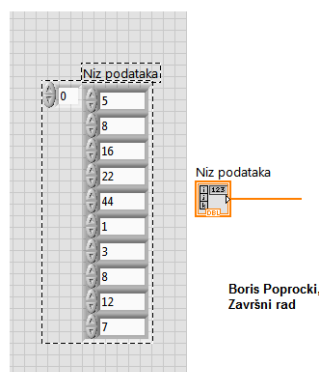 Niz podataka
0
5
8
16
22
44
1
3
8
12
7
Niz podataka
123
DBL
Boris Poprocki,
Završni rad